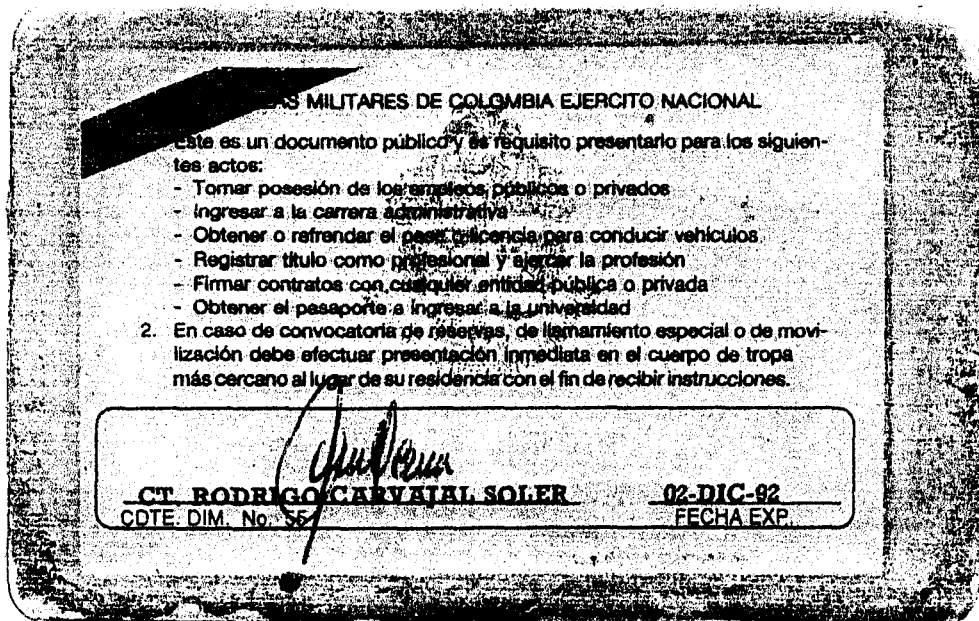 AS MILITARES DE COLOMBIA EJERCITO NACIONAL
Este es un documento público y es requisito presentarlo para los siguien-
tes actos:
- Tomar posesión de los empleos públicos o privados
- Ingresar a la carrera administrativa
- Obtener o refrendar el pase o licencia para conducir vehículos
- Registrar título como profesional y ejercer la profesión
- Firmar contratos con cualquier entidad pública o privada
- Obtener el pasaporte e ingresar a la universidad
2. En caso de convocatoria de reservas, de llamamiento especial o de movi-
lización debe efectuar presentación inmediata en el cuerpo de tropa
más cercano al lugar de su residencia con el fin de recibir instrucciones.
CT. RODRIGO CARVAJAL SOLER 02-DIC-92
CDTE. DIM. No. 55 FECHA EXP.